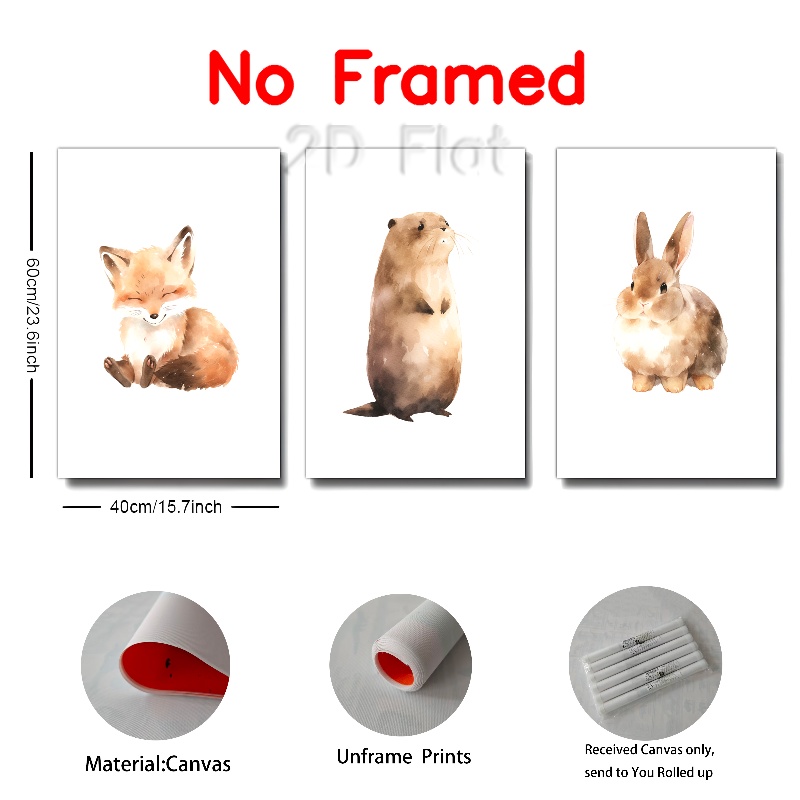 No Framed
2D Flat
60cm/23.6inch
40cm/15.7inch
Material:Canvas
Unframe Prints
Received Canvas only,
send to You Rolled up